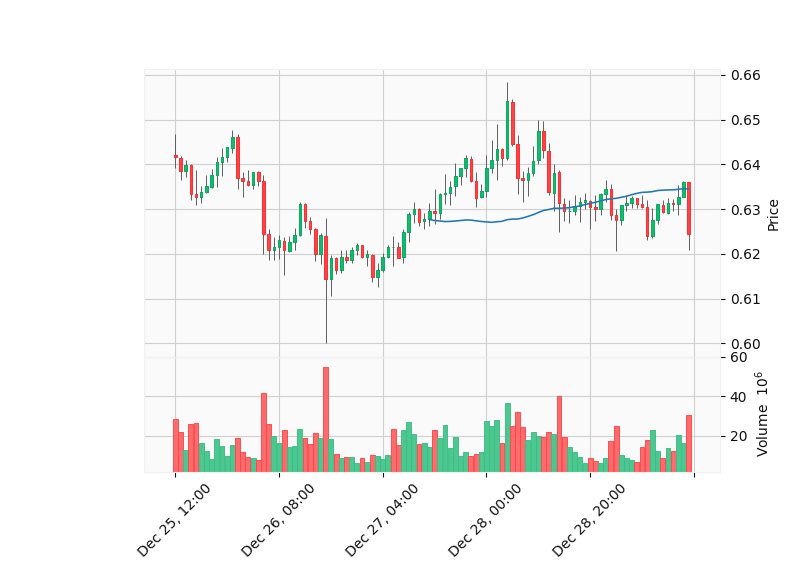 0.66
0.65
0.64
0.63
0.62
0.61
0.60
Price
60
40
20
Volume 10^6
Dec 25, 12:00
Dec 26, 08:00
Dec 27, 04:00
Dec 28, 00:00
Dec 28, 20:00